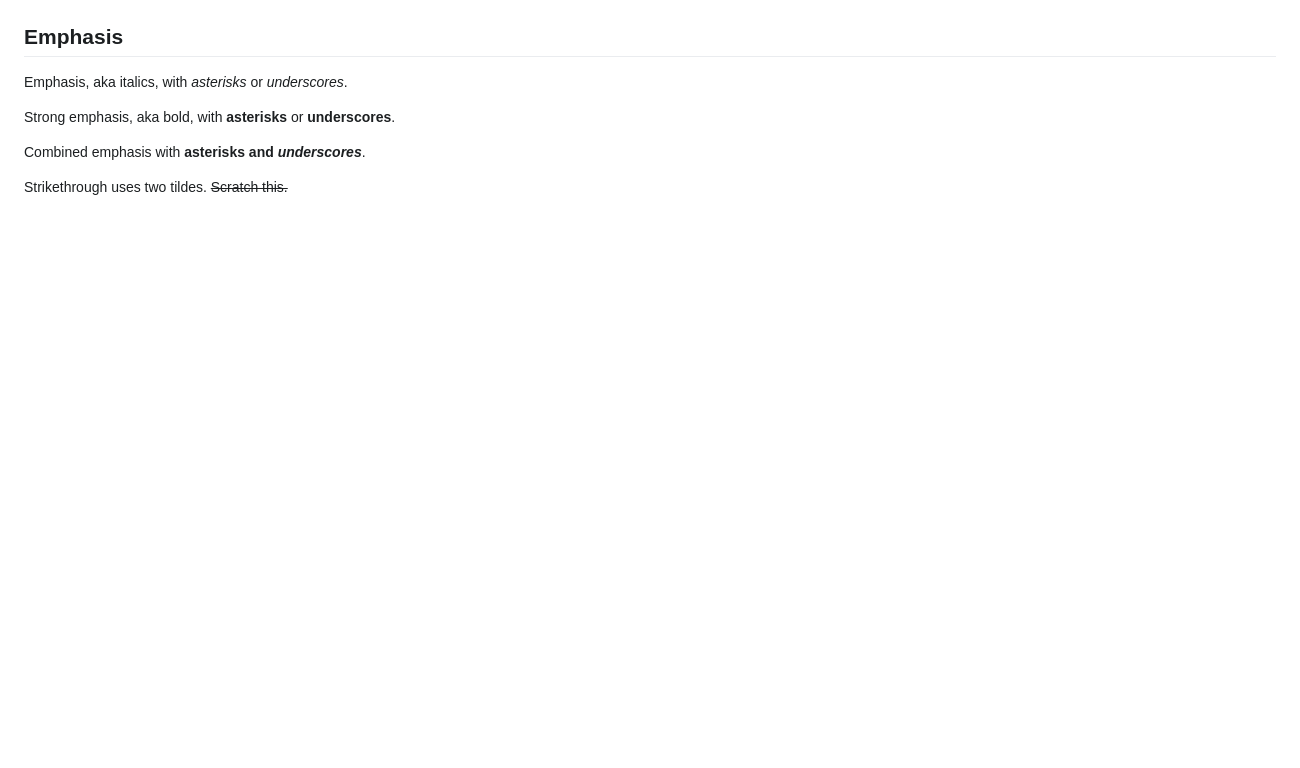 Emphasis
Emphasis, aka italics, with asterisks or underscores.
Strong emphasis, aka bold, with asterisks or underscores.
Combined emphasis with asterisks and underscores.
Strikethrough uses two tildes. Scratch this.